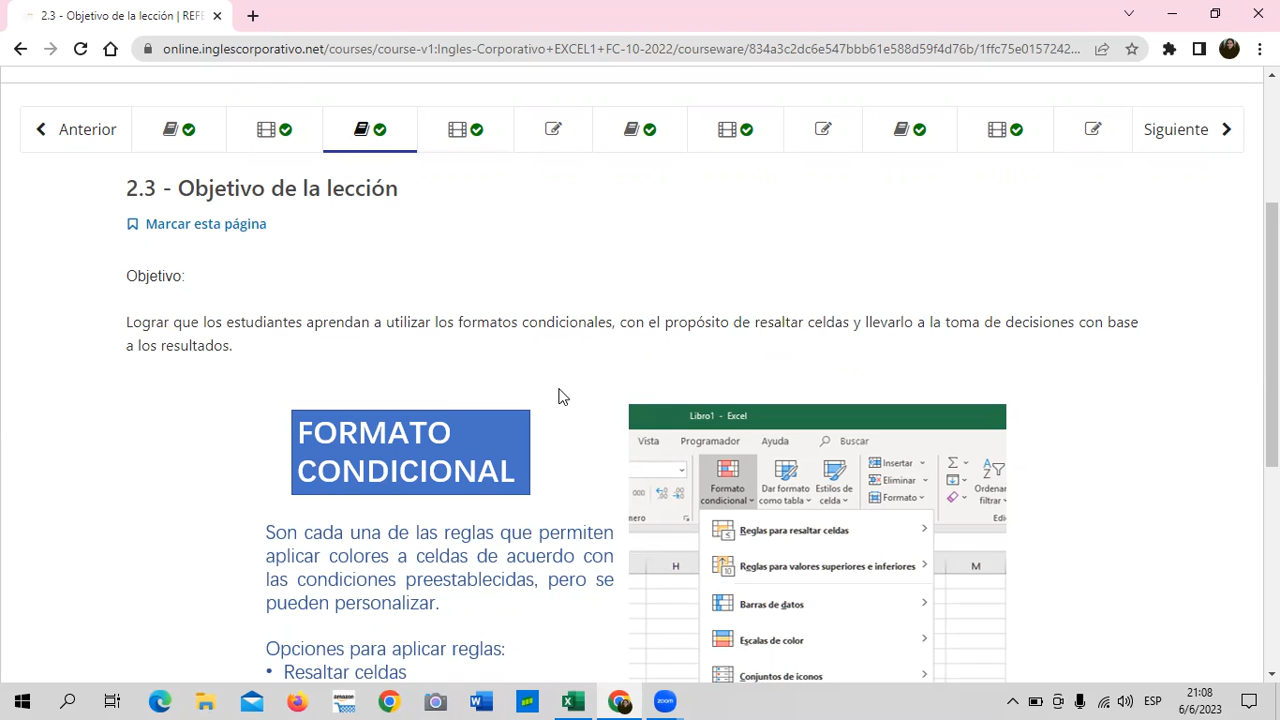 2.3 - Objetivo de la lección | REFE
online.inglescorporativo.net/courses/course-v1:Ingles-Corporativo+EXCEL1+FC-10-2022/courseware/834a3c2dc6e547bbb61e588d59f4d76b/1ffc75e0157242...
Anterior
Siguiente
2.3 - Objetivo de la lección
Marcar esta página
Objetivo:
Lograr que los estudiantes aprendan a utilizar los formatos condicionales, con el propósito de resaltar celdas y llevarlo a la toma de decisiones con base
a los resultados.
FORMATO
CONDICIONAL
Son cada una de las reglas que permiten
aplicar colores a celdas de acuerdo con
las condiciones preestablecidas, pero se
pueden personalizar.
Opciones para aplicar reglas:
• Resaltar celdas
Libro1 - Excel
Vista Programador Ayuda Buscar
Formato condicional
Dar formato como tabla
Estilos de celda
Insertar
Eliminar
Formato
Ordenar
filtrar
000
mero
Edi
H M
Reglas para resaltar celdas
Reglas para valores superiores e inferiores
Barras de datos
Escalas de color
Conjuntos de iconos
amazon
zoom
ESP
21:08
6/6/2023